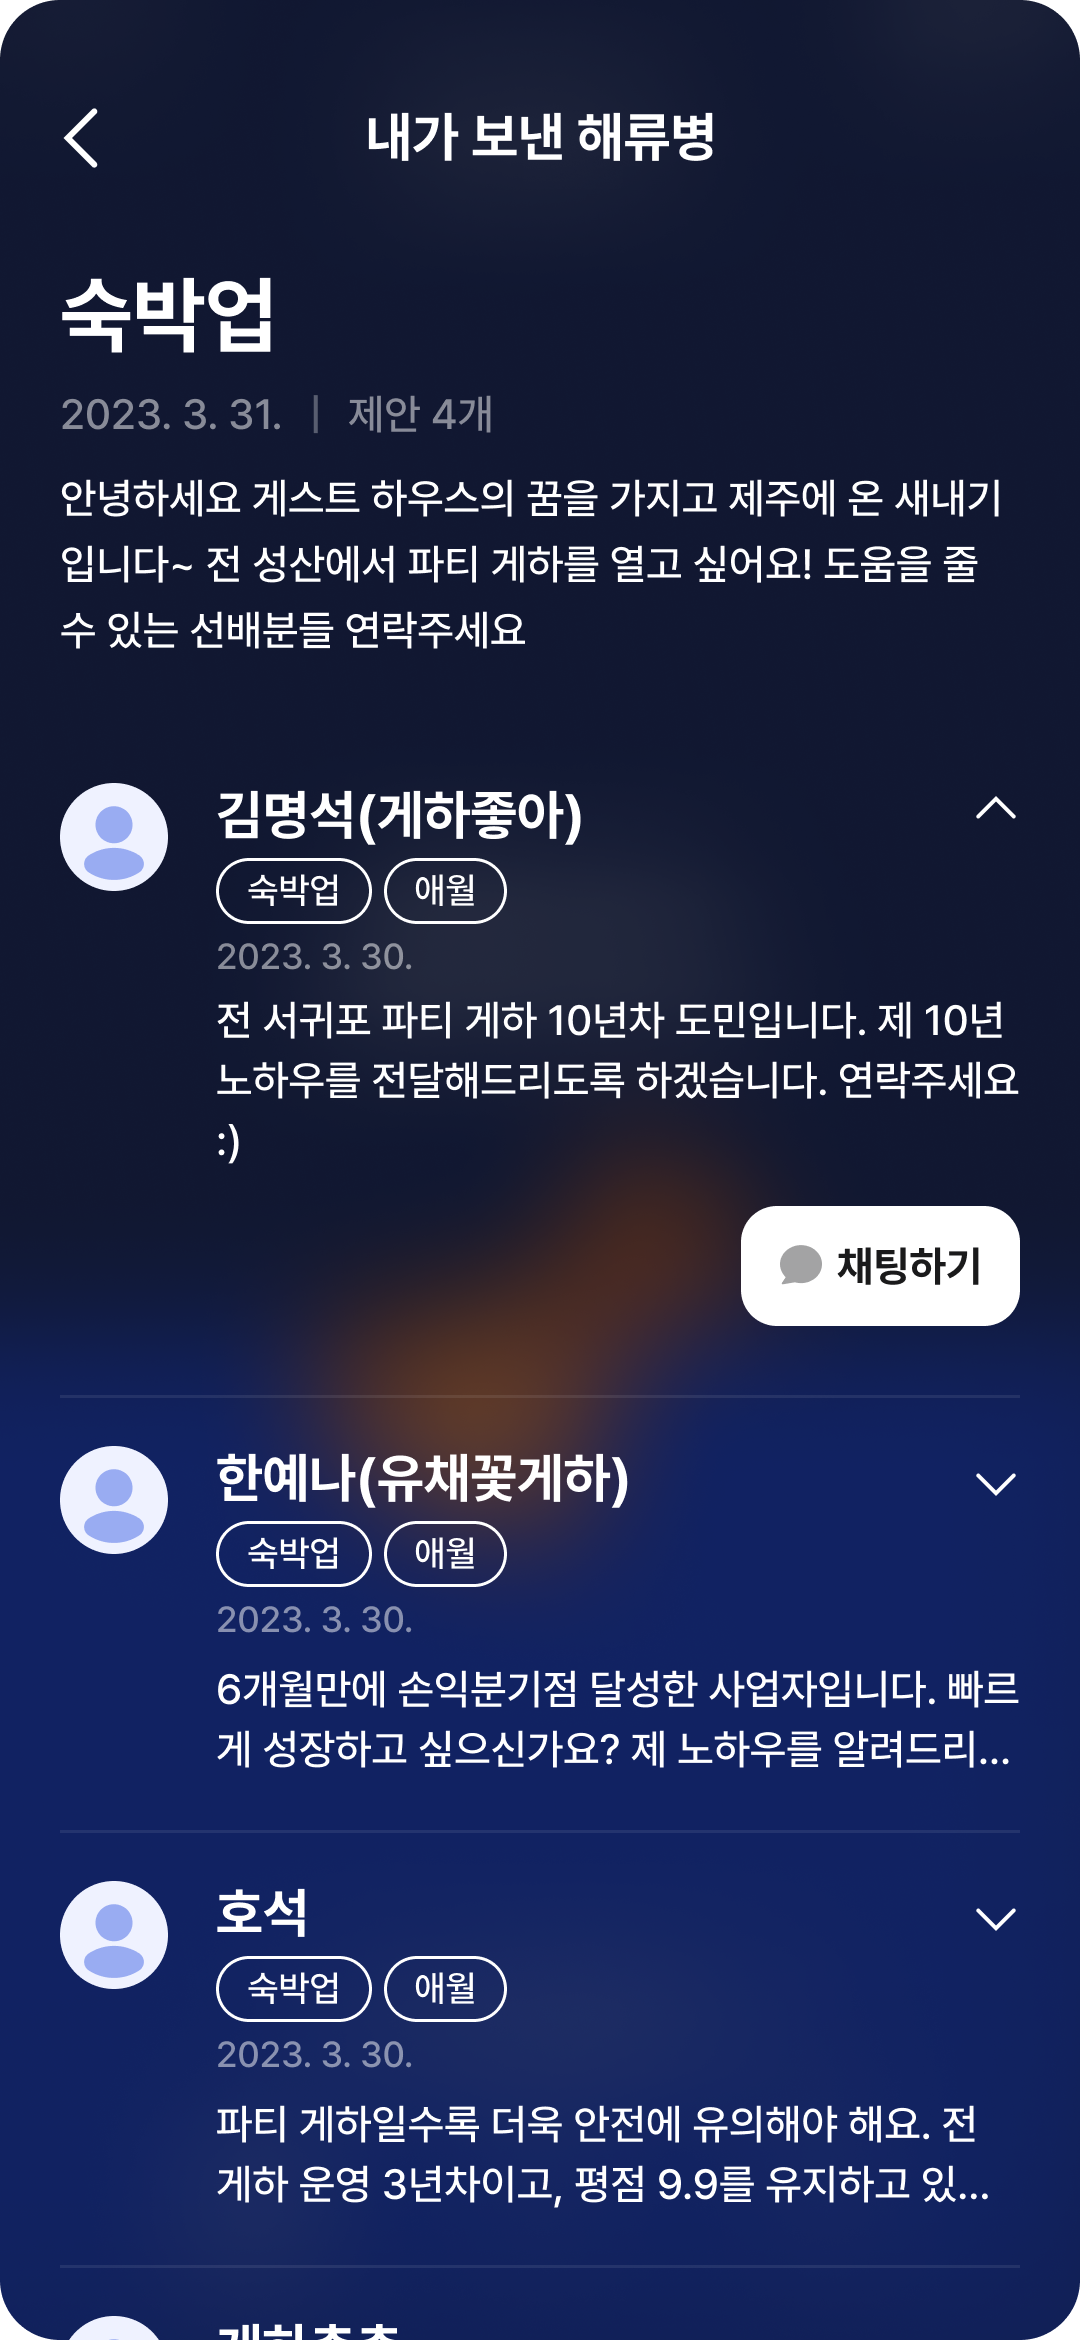 내가 보낸 해류병
숙박업
2023. 3. 31. | 제안 4개
안녕하세요 게스트 하우스의 꿈을 가지고 제주에 온 새내기
입니다~ 전 성산에서 파티 게하를 열고 싶어요! 도움을 줄
수 있는 선배분들 연락주세요
김명석(게하좋아)
숙박업 애월
2023. 3. 30.
전 서귀포 파티 게하 10년차 도민입니다. 제 10년
노하우를 전달해드리도록 하겠습니다. 연락주세요
:)
채팅하기
한예나(유채꽃게하)
숙박업 애월
2023. 3. 30.
6개월만에 손익분기점 달성한 사업자입니다. 빠르
게 성장하고 싶으신가요? 제 노하우를 알려드리...
호석
숙박업 애월
2023. 3. 30.
파티 게하일수록 더욱 안전에 유의해야 해요. 전
게하 운영 3년차이고, 평점 9.9를 유지하고 있...